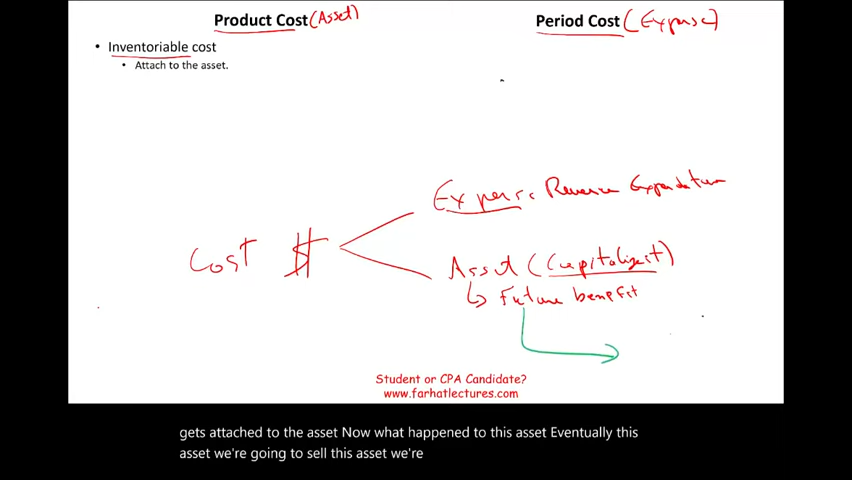 Product Cost (Asset)
Period Cost (Expense)
• Inventoriable cost
• Attach to the asset.
Expense Revenue Expenditure
Cost $
Asset (Capitalized)
Future benefit
Student or CPA Candidate?
www.farhatlectures.com
gets attached to the asset Now what happened to this asset Eventually this
asset we're going to sell this asset we're